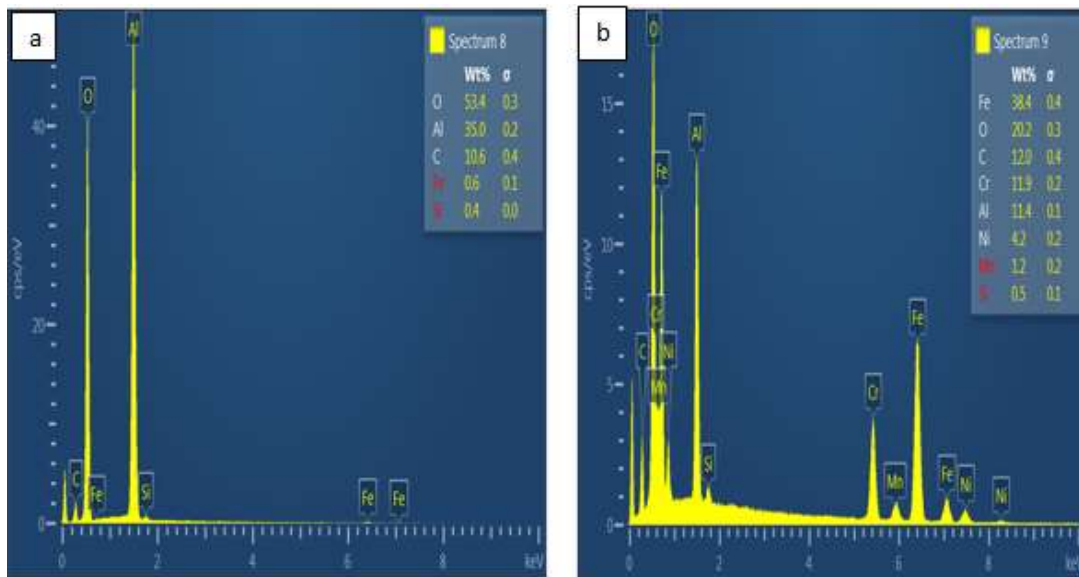 a
Spectrum 8
Wt% σ
O 53.4 0.3
Al 35.0 0.2
C 10.6 0.4
Fe 0.6 0.1
Si 0.4 0.0
Al
O
40
20
0
cps/eV
C
Fe
Si
Fe
Fe
0 2 4 6 8 keV
b
Spectrum 9
Wt% σ
Fe 38.4 0.4
O 20.2 0.3
C 12.0 0.4
Cr 11.9 0.2
Al 11.4 0.1
Ni 4.2 0.2
Mn 1.2 0.2
Si 0.5 0.1
O
Al
Fe
15
10
5
0
cps/eV
Cr
C
Ni
Mn
Si
Cr
Mn
Fe
Fe
Ni
Ni
0 2 4 6 8 keV